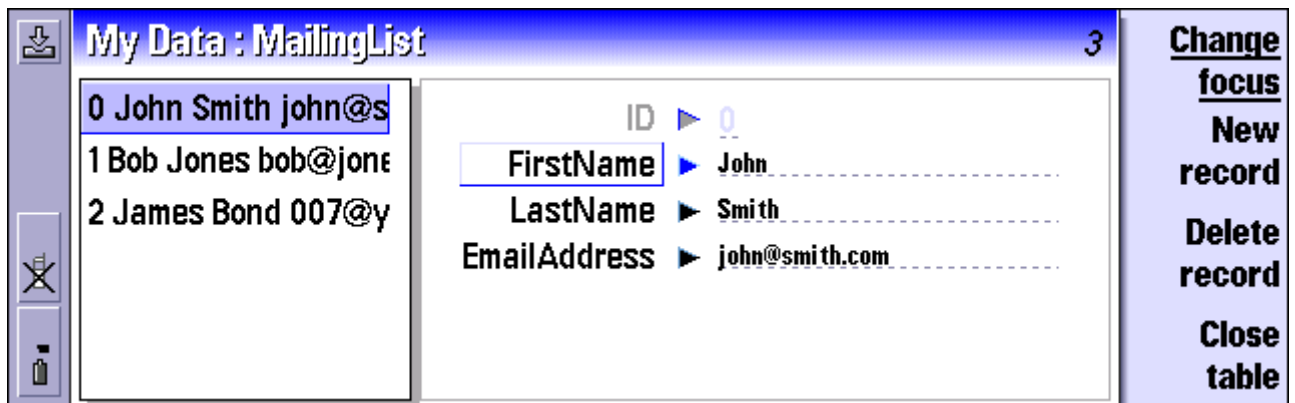 My Data : MailingList 3
0 John Smith john@s
1 Bob Jones bob@jone
2 James Bond 007@y
ID 0
FirstName John
LastName Smith
EmailAddress john@smith.com
Change
focus
New
record
Delete
record
Close
table